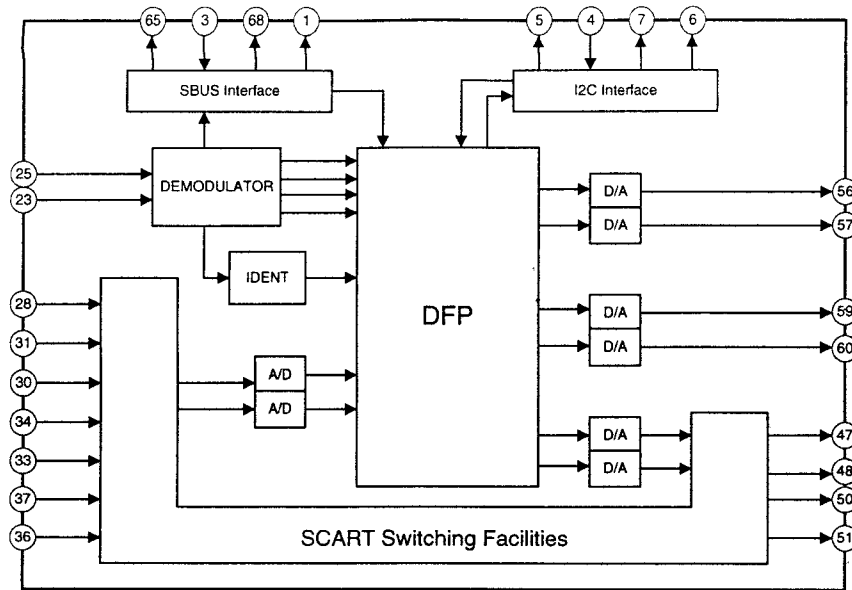 65 3 68 1 5 4 7 6
SBUS Interface
I2C Interface
25
23
DEMODULATOR
D/A
56
D/A
57
IDENT
28
DFP
D/A
59
31
D/A
60
30
A/D
34
A/D
D/A
47
33
D/A
48
37
50
36
SCART Switching Facilities
51